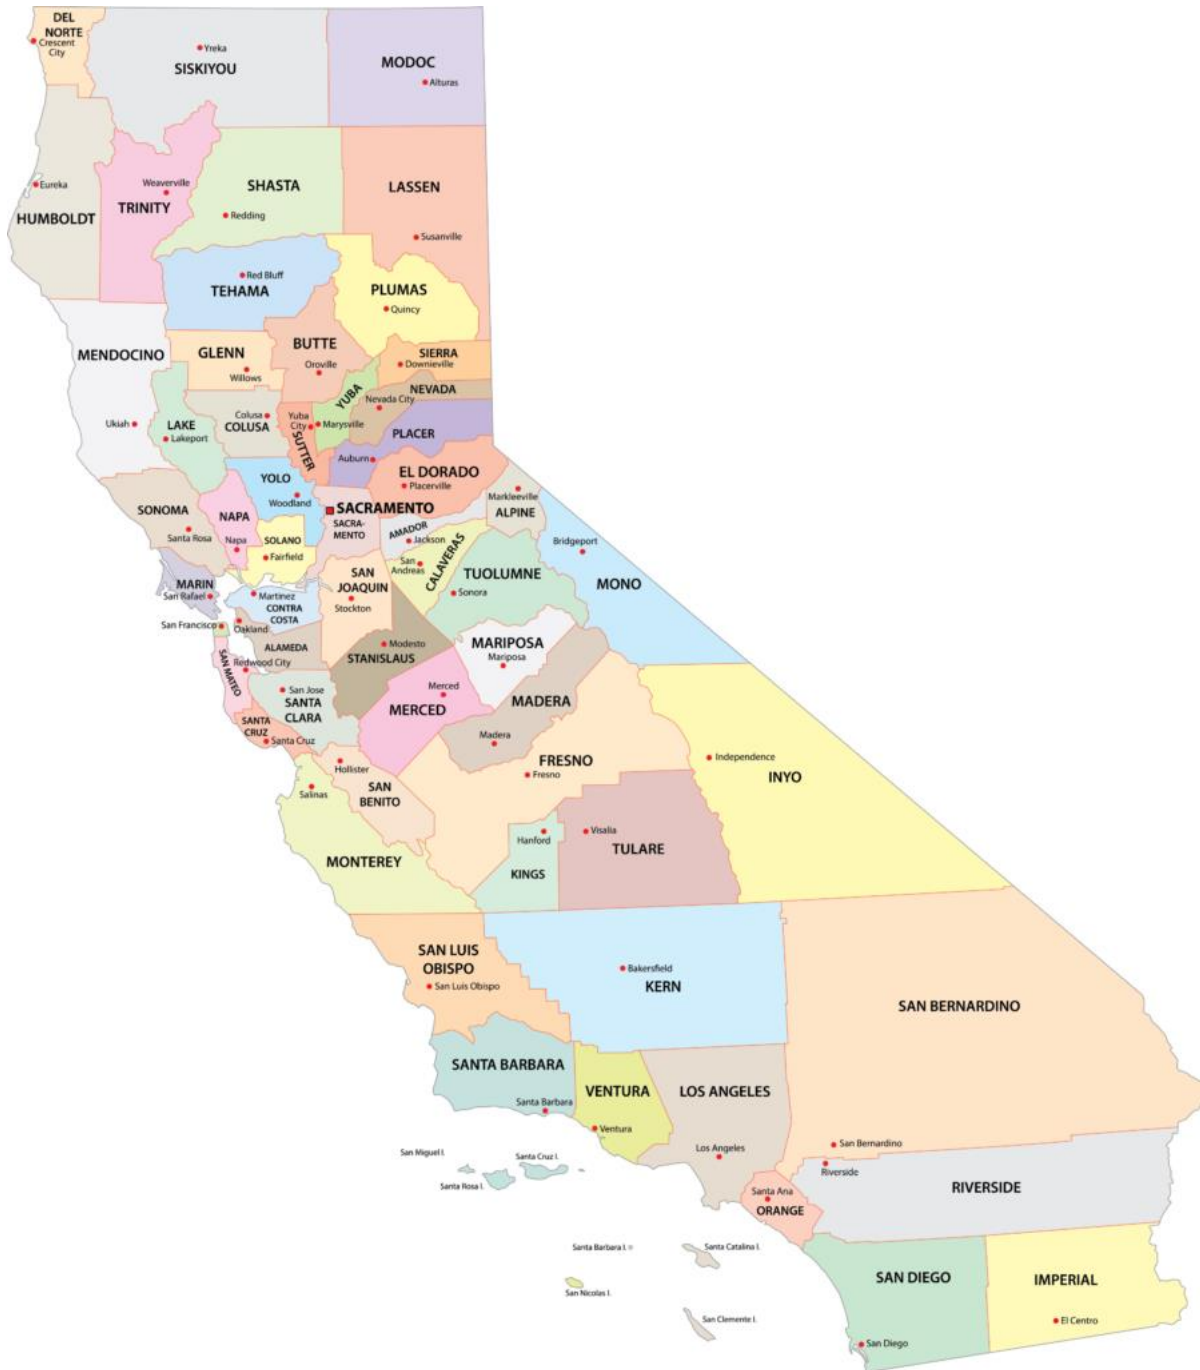 DEL
NORTE
Crescent
City
Yreka
SISKIYOU
MODOC
Alturas
Eureka
HUMBOLDT
Weaverville
TRINITY
SHASTA
Redding
LASSEN
Susanville
Red Bluff
TEHAMA
PLUMAS
Quincy
MENDOCINO
Ukiah
GLENN
Willows
BUTTE
Oroville
SIERRA
Downieville
NEVADA
Nevada City
YUBA
Marysville
LAKE
Lakeport
Colusa
COLUSA
Yuba
City
SUTTER
PLACER
Auburn
EL DORADO
Placerville
YOLO
Woodland
SONOMA
Santa Rosa
NAPA
Napa
SOLANO
Fairfield
SACRAMENTO
SACRA-
MENTO
AMADOR
Jackson
Markleeville
ALPINE
San
Andreas
CALAVERAS
TUOLUMNE
Sonora
Bridgeport
MONO
MARIN
San Rafael
Martinez
CONTRA
COSTA
SAN
JOAQUIN
Stockton
San Francisco
Oakland
ALAMEDA
Redwood City
SAN MATEO
Modesto
STANISLAUS
MARIPOSA
Mariposa
San Jose
SANTA
CLARA
Merced
MERCED
MADERA
Madera
SANTA
CRUZ
Santa Cruz
Hollister
SAN
BENITO
Salinas
FRESNO
Fresno
Independence
INYO
MONTEREY
Hanford
KINGS
Visalia
TULARE
SAN LUIS
OBISPO
San Luis Obispo
Bakersfield
KERN
SAN BERNARDINO
San Bernardino
SANTA BARBARA
Santa Barbara
VENTURA
Ventura
LOS ANGELES
Los Angeles
San Miguel I.
Santa Rosa I.
Santa Cruz I.
Riverside
RIVERSIDE
Santa Ana
ORANGE
Santa Barbara I.
Santa Catalina I.
San Nicolas I.
San Clemente I.
SAN DIEGO
San Diego
IMPERIAL
El Centro